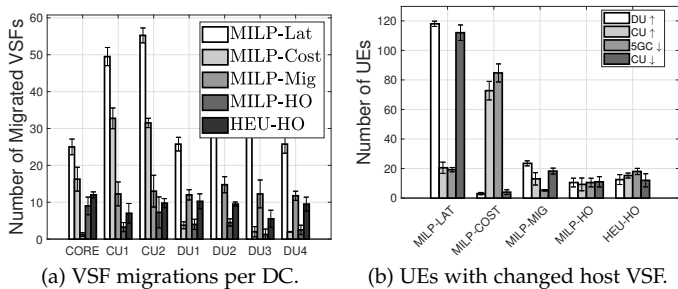 Number of Migrated VSFs
60
50
40
30
20
10
0
MILP-Lat
MILP-Cost
MILP-Mig
MILP-HO
HEU-HO
CORE CU1 CU2 DU1 DU2 DU3 DU4
(a) VSF migrations per DC.
Number of UEs
120
100
80
60
40
20
0
DU ↑
CU ↑
5GC ↓
CU ↓
MILP-LAT
MILP-COST
MILP-MIG
MILP-HO
HEU-HO
(b) UEs with changed host VSF.